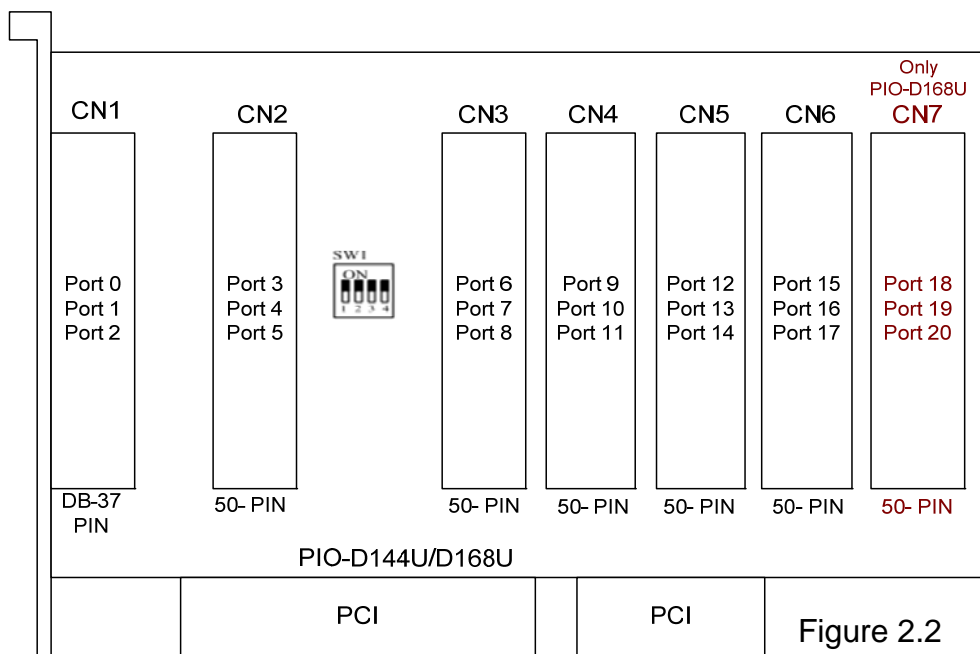 Only
PIO-D168U
CN1
CN2
CN3
CN4
CN5
CN6
CN7
SW1
ON
1 2 3 4
Port 0
Port 1
Port 2
Port 3
Port 4
Port 5
Port 6
Port 7
Port 8
Port 9
Port 10
Port 11
Port 12
Port 13
Port 14
Port 15
Port 16
Port 17
Port 18
Port 19
Port 20
DB-37
PIN
50- PIN
50- PIN
50- PIN
50- PIN
50- PIN
50- PIN
PIO-D144U/D168U
PCI
PCI
Figure 2.2